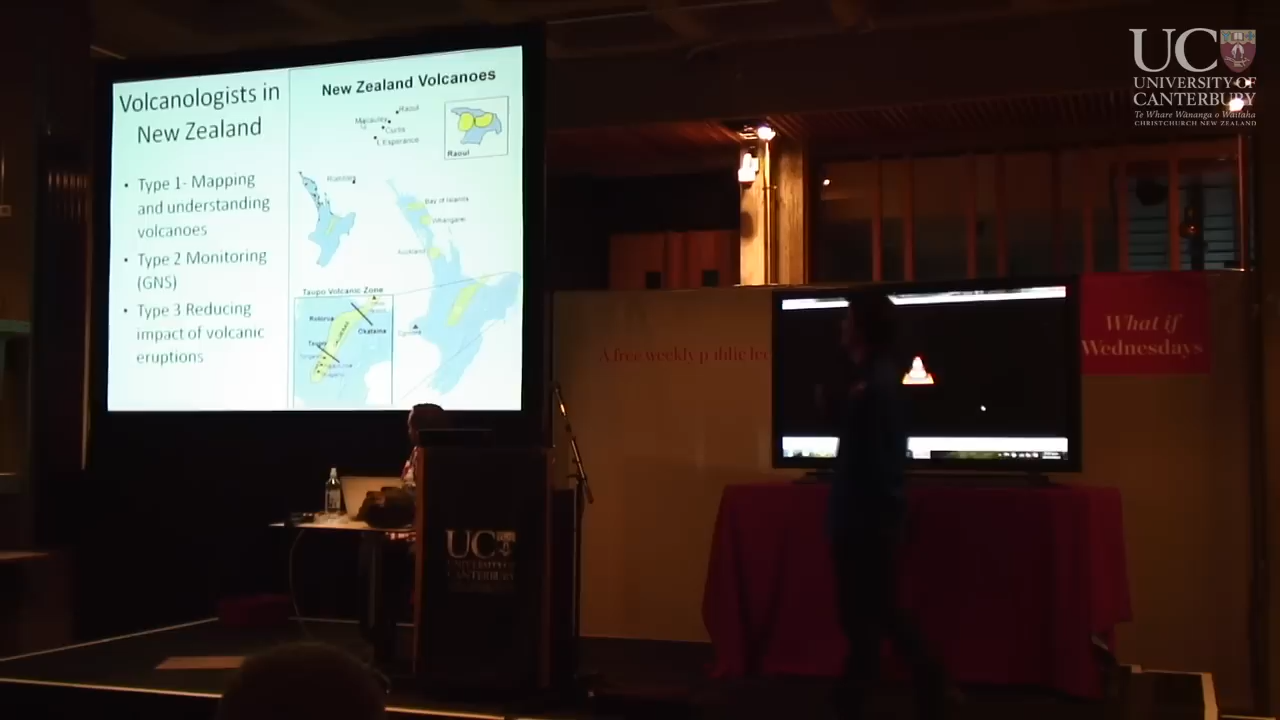 Volcanologists in
New Zealand
• Type 1- Mapping
and understanding
volcanoes
• Type 2 Monitoring
(GNS)
• Type 3 Reducing
impact of volcanic
eruptions
New Zealand Volcanoes
Raoul
Macauley
Curtis
L'Esperance
Raoul
Bay of Islands
Whangarei
Auckland
Taupo Volcanic Zone
Rotorua
Okataina
Taupo
UC
UNIVERSITY OF
CANTERBURY
Te Whare Wānanga o Waitaha
CHRISTCHURCH NEW ZEALAND
A free weekly public lec
What if
Wednesdays
UC
UNIVERSITY OF
CANTERBURY